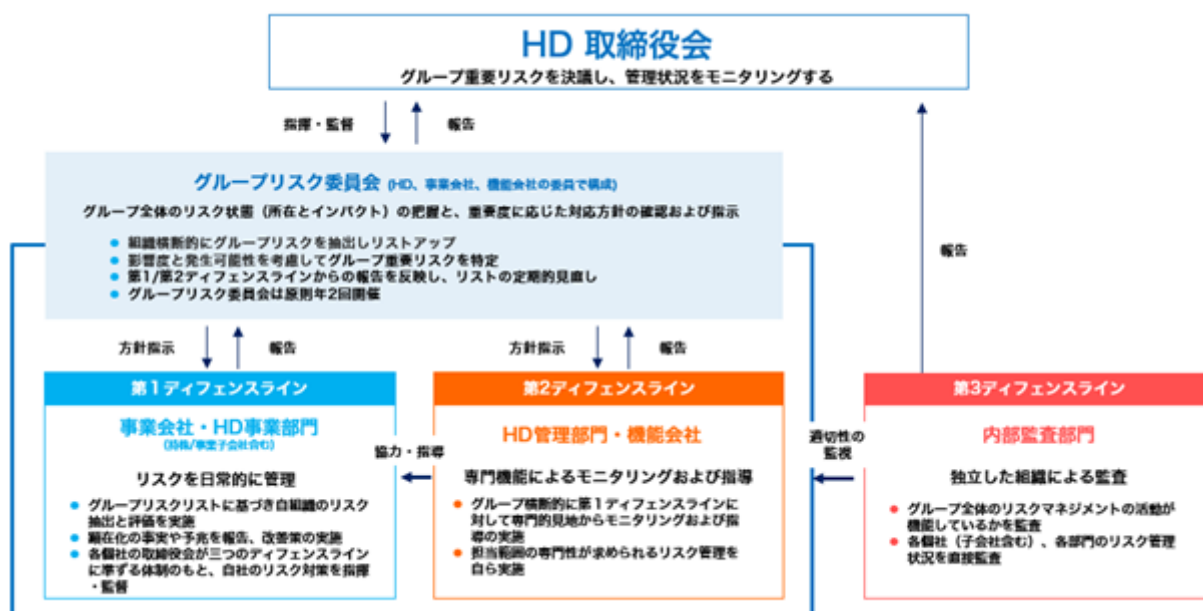 HD 取締役会
グループ重要リスクを決議し、管理状況をモニタリングする
指揮・監督
報告
グループリスク委員会 (HD、事業会社、機能会社の委員で構成)
グループ全体のリスク状態（所在とインパクト）の把握と、重要度に応じた対応方針の確認および指示
● 組織横断的にグループリスクを抽出しリストアップ
● 影響度と発生可能性を考慮してグループ重要リスクを特定
● 第1/第2ディフェンスラインからの報告を反映し、リストの定期的見直し
● グループリスク委員会は原則年2回開催
報告
方針指示
報告
方針指示
報告
第1ディフェンスライン
事業会社・HD事業部門
(持株/事業子会社含む)
リスクを日常的に管理
● グループリスクリストに基づき自組織のリスク
抽出と評価を実施
● 顕在化の事実や予兆を報告、改善策の実施
● 各個社の取締役会が三つのディフェンスライン
に準ずる体制のもと、自社のリスク対策を指揮
・監督
協力・指導
第2ディフェンスライン
HD管理部門・機能会社
専門機能によるモニタリングおよび指導
● グループ横断的に第1ディフェンスラインに
対して専門的見地からモニタリングおよび指
導の実施
● 担当範囲の専門性が求められるリスク管理を
自ら実施
適切性の
監視
第3ディフェンスライン
内部監査部門
独立した組織による監査
● グループ全体のリスクマネジメントの活動が
機能しているかを監査
● 各個社（子会社含む）、各部門のリスク管理
状況を直接監査